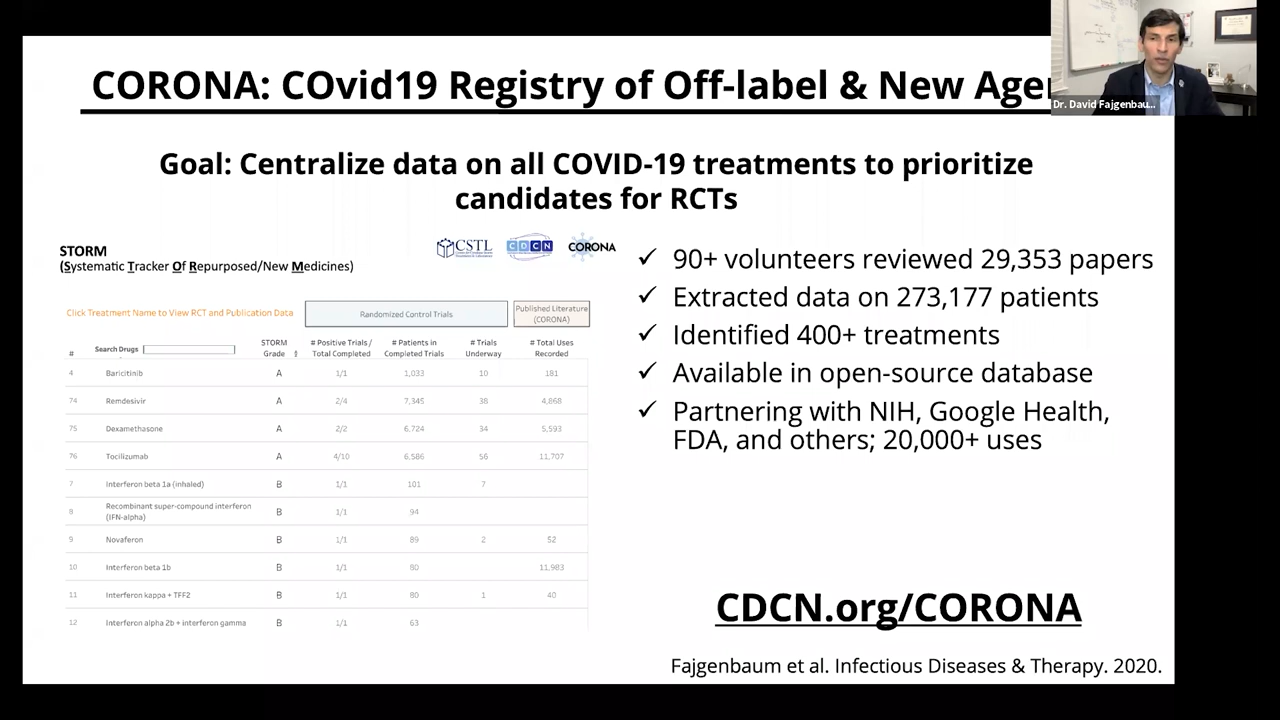 CORONA: COvid19 Registry of Off-label & New Age
Dr. David Fajgenbau...
Goal: Centralize data on all COVID-19 treatments to prioritize
candidates for RCTs
STORM
(Systematic Tracker Of Repurposed/New Medicines)
CSTL
CDCN
CORONA
Click Treatment Name to View RCT and Publication Data
Randomized Control Trials
Published Literature
(CORONA)
# Search Drugs STORM Grade # Positive Trials / Total Completed # Patients in Completed Trials # Trials Underway # Total Uses Recorded
4 Baricitinib A 1/1 1,033 10 181
74 Remdesivir A 2/4 7,345 38 4,868
75 Dexamethasone A 2/2 6,724 34 5,593
76 Tocilizumab A 4/10 6,586 56 11,707
7 Interferon beta 1a (inhaled) B 1/1 101 7
8 Recombinant super-compound interferon (IFN-alpha) B 1/1 94
9 Novaferon B 1/1 89 2 52
10 Interferon beta 1b B 1/1 80 11,983
11 Interferon kappa + TFF2 B 1/1 80 1 40
12 Interferon alpha 2b + interferon gamma B 1/1 63
✓ 90+ volunteers reviewed 29,353 papers
✓ Extracted data on 273,177 patients
✓ Identified 400+ treatments
✓ Available in open-source database
✓ Partnering with NIH, Google Health,
FDA, and others; 20,000+ uses
CDCN.org/CORONA
Fajgenbaum et al. Infectious Diseases & Therapy. 2020.